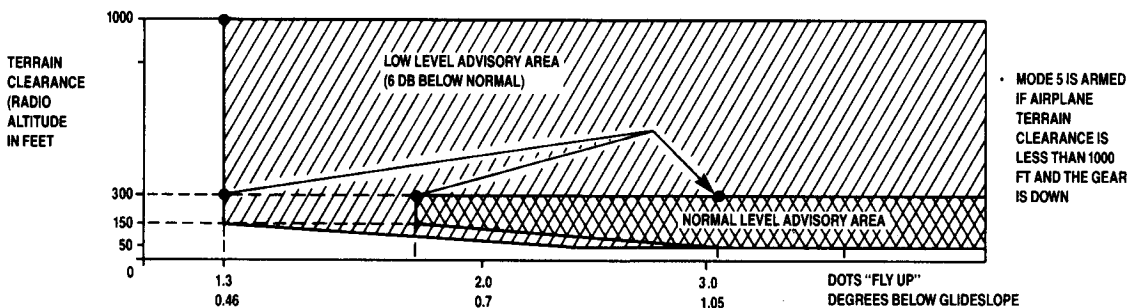 1000
TERRAIN
CLEARANCE
(RADIO
ALTITUDE
IN FEET
LOW LEVEL ADVISORY AREA
(6 DB BELOW NORMAL)
• MODE 5 IS ARMED
IF AIRPLANE
TERRAIN
CLEARANCE IS
LESS THAN 1000
FT AND THE GEAR
IS DOWN
300
150
50
0
NORMAL LEVEL ADVISORY AREA
1.3 2.0 3.0 DOTS "FLY UP"
0.46 0.7 1.05 DEGREES BELOW GLIDESLOPE